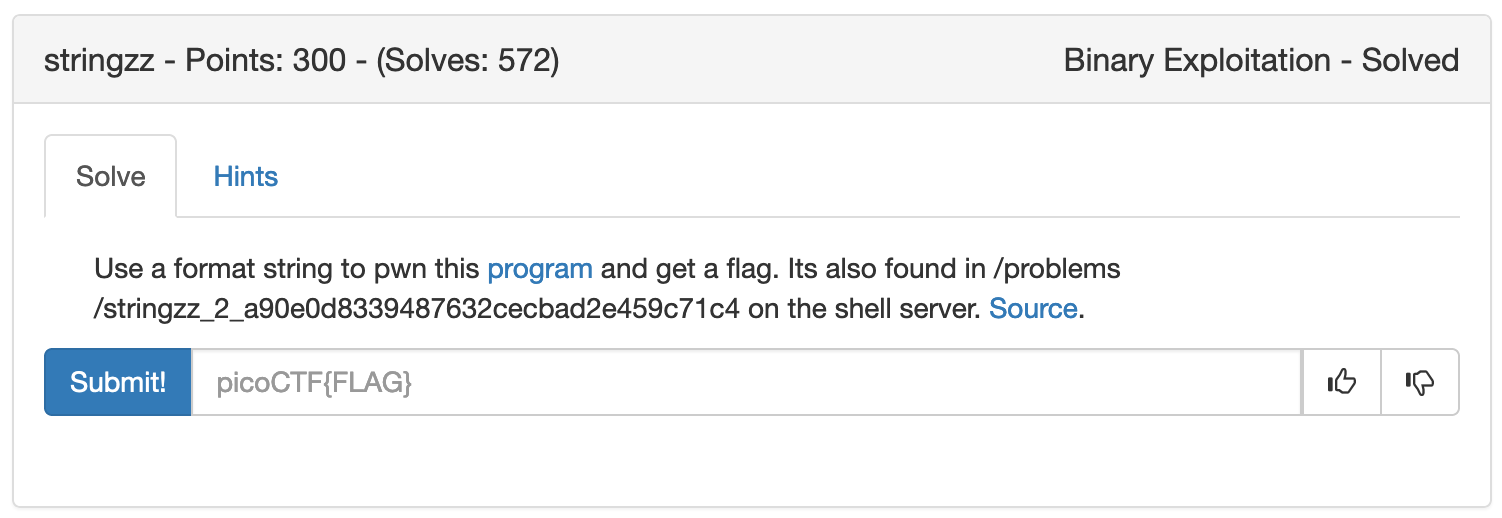 stringzz - Points: 300 - (Solves: 572)
Binary Exploitation - Solved
Solve
Hints
Use a format string to pwn this program and get a flag. Its also found in /problems
/stringzz_2_a90e0d8339487632cecbad2e459c71c4 on the shell server. Source.
Submit!
picoCTF{FLAG}